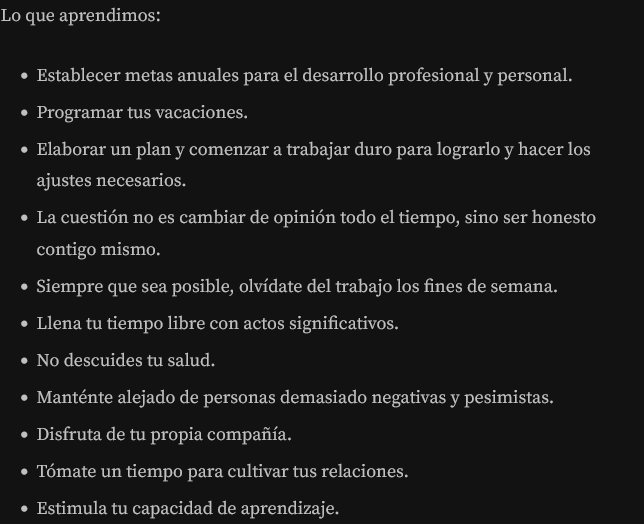 Lo que aprendimos:
• Establecer metas anuales para el desarrollo profesional y personal.
• Programar tus vacaciones.
• Elaborar un plan y comenzar a trabajar duro para lograrlo y hacer los
ajustes necesarios.
• La cuestión no es cambiar de opinión todo el tiempo, sino ser honesto
contigo mismo.
• Siempre que sea posible, olvídate del trabajo los fines de semana.
• Llena tu tiempo libre con actos significativos.
• No descuides tu salud.
• Manténte alejado de personas demasiado negativas y pesimistas.
• Disfruta de tu propia compañía.
• Tómate un tiempo para cultivar tus relaciones.
• Estimula tu capacidad de aprendizaje.